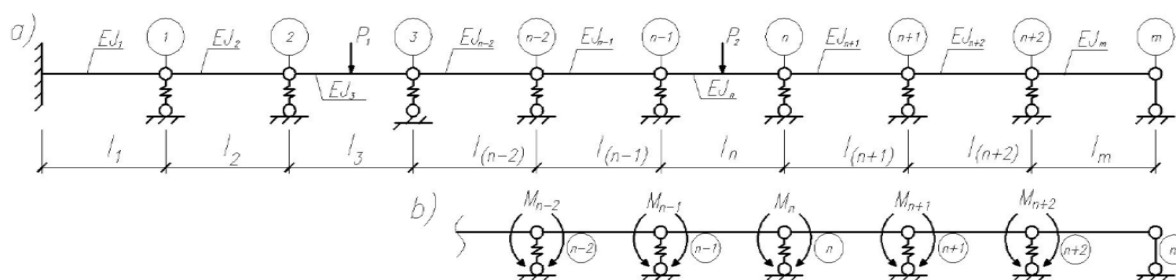 a) EJ₁ 1 EJ₂ 2 P₁ 3 EJₙ₋₂ n-2 EJₙ₋₁ n-1 P₂ n EJₙ₊₁ n+1 EJₙ₊₂ n+2 EJₘ m
EJ₃ EJₙ
l₁ l₂ l₃ l₍ₙ₋₂₎ l₍ₙ₋₁₎ lₙ l₍ₙ₊₁₎ l₍ₙ₊₂₎ lₘ
b) Mₙ₋₂ Mₙ₋₁ Mₙ Mₙ₊₁ Mₙ₊₂
n-2 n-1 n n+1 n+2